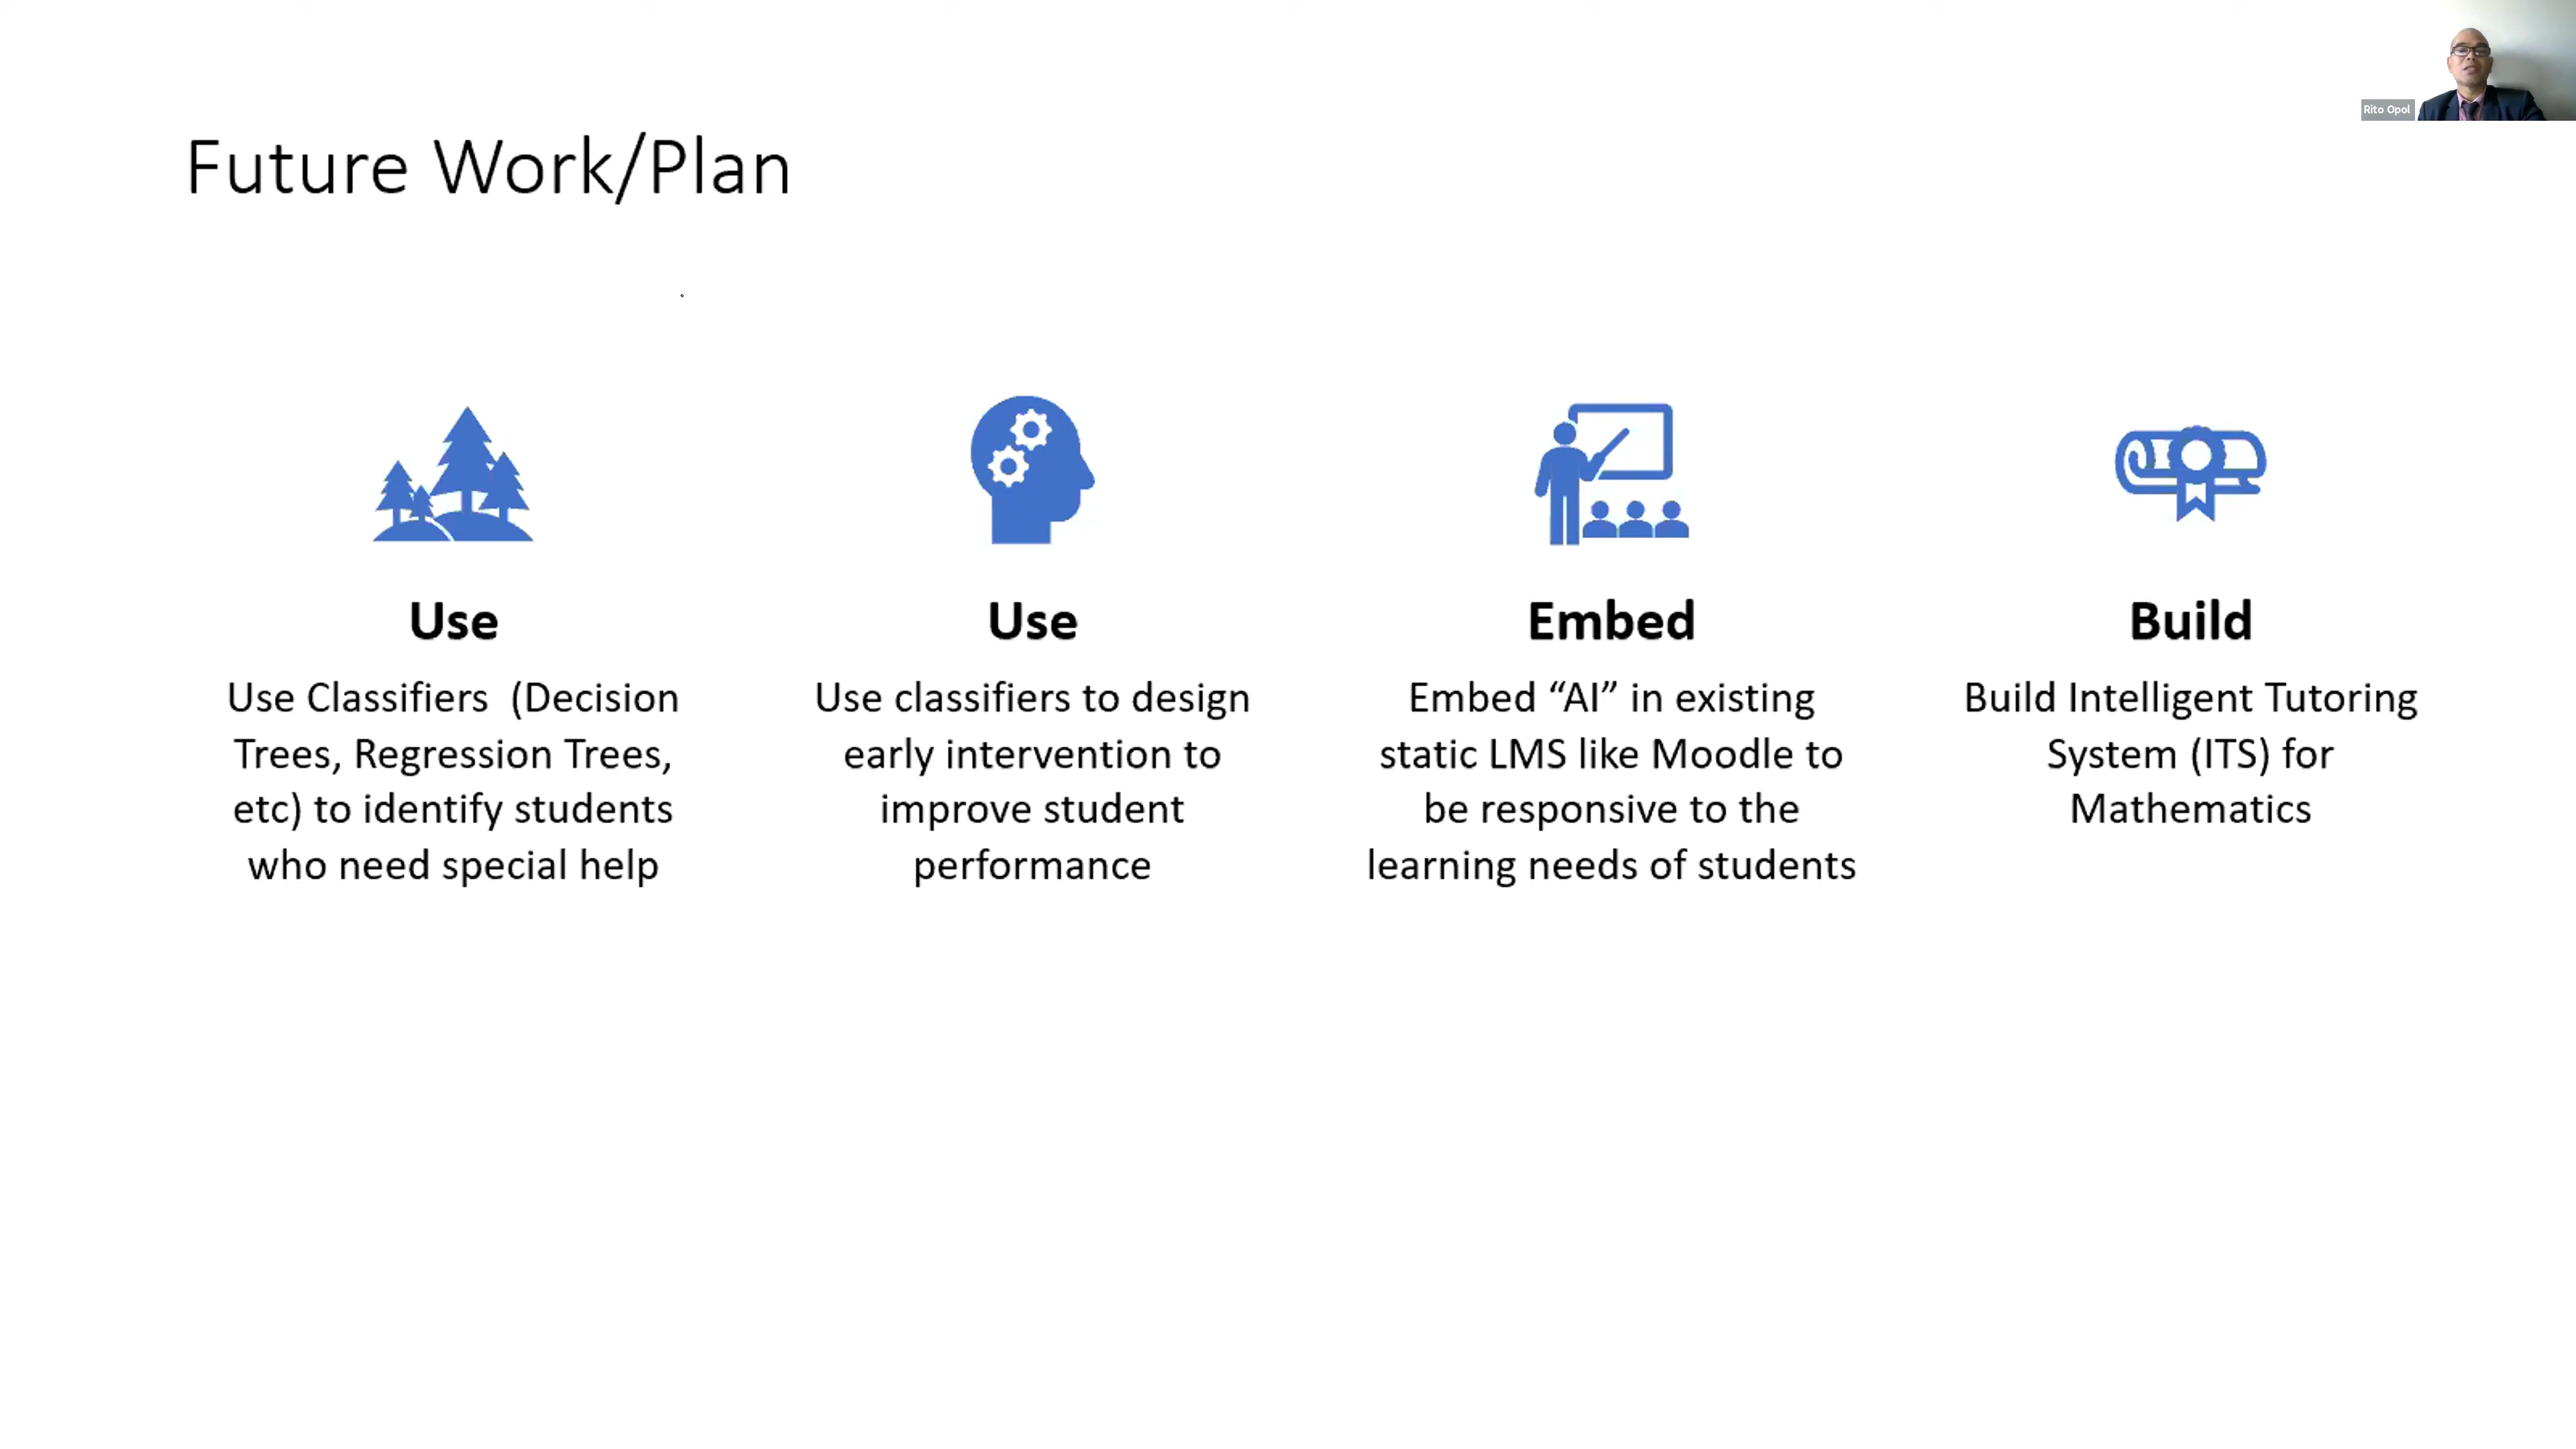 Rito Opol
Future Work/Plan
Use
Use Classifiers  (Decision
Trees, Regression Trees,
etc) to identify students
who need special help
Use
Use classifiers to design
early intervention to
improve student
performance
Embed
Embed “AI” in existing
static LMS like Moodle to
be responsive to the
learning needs of students
Build
Build Intelligent Tutoring
System (ITS) for
Mathematics